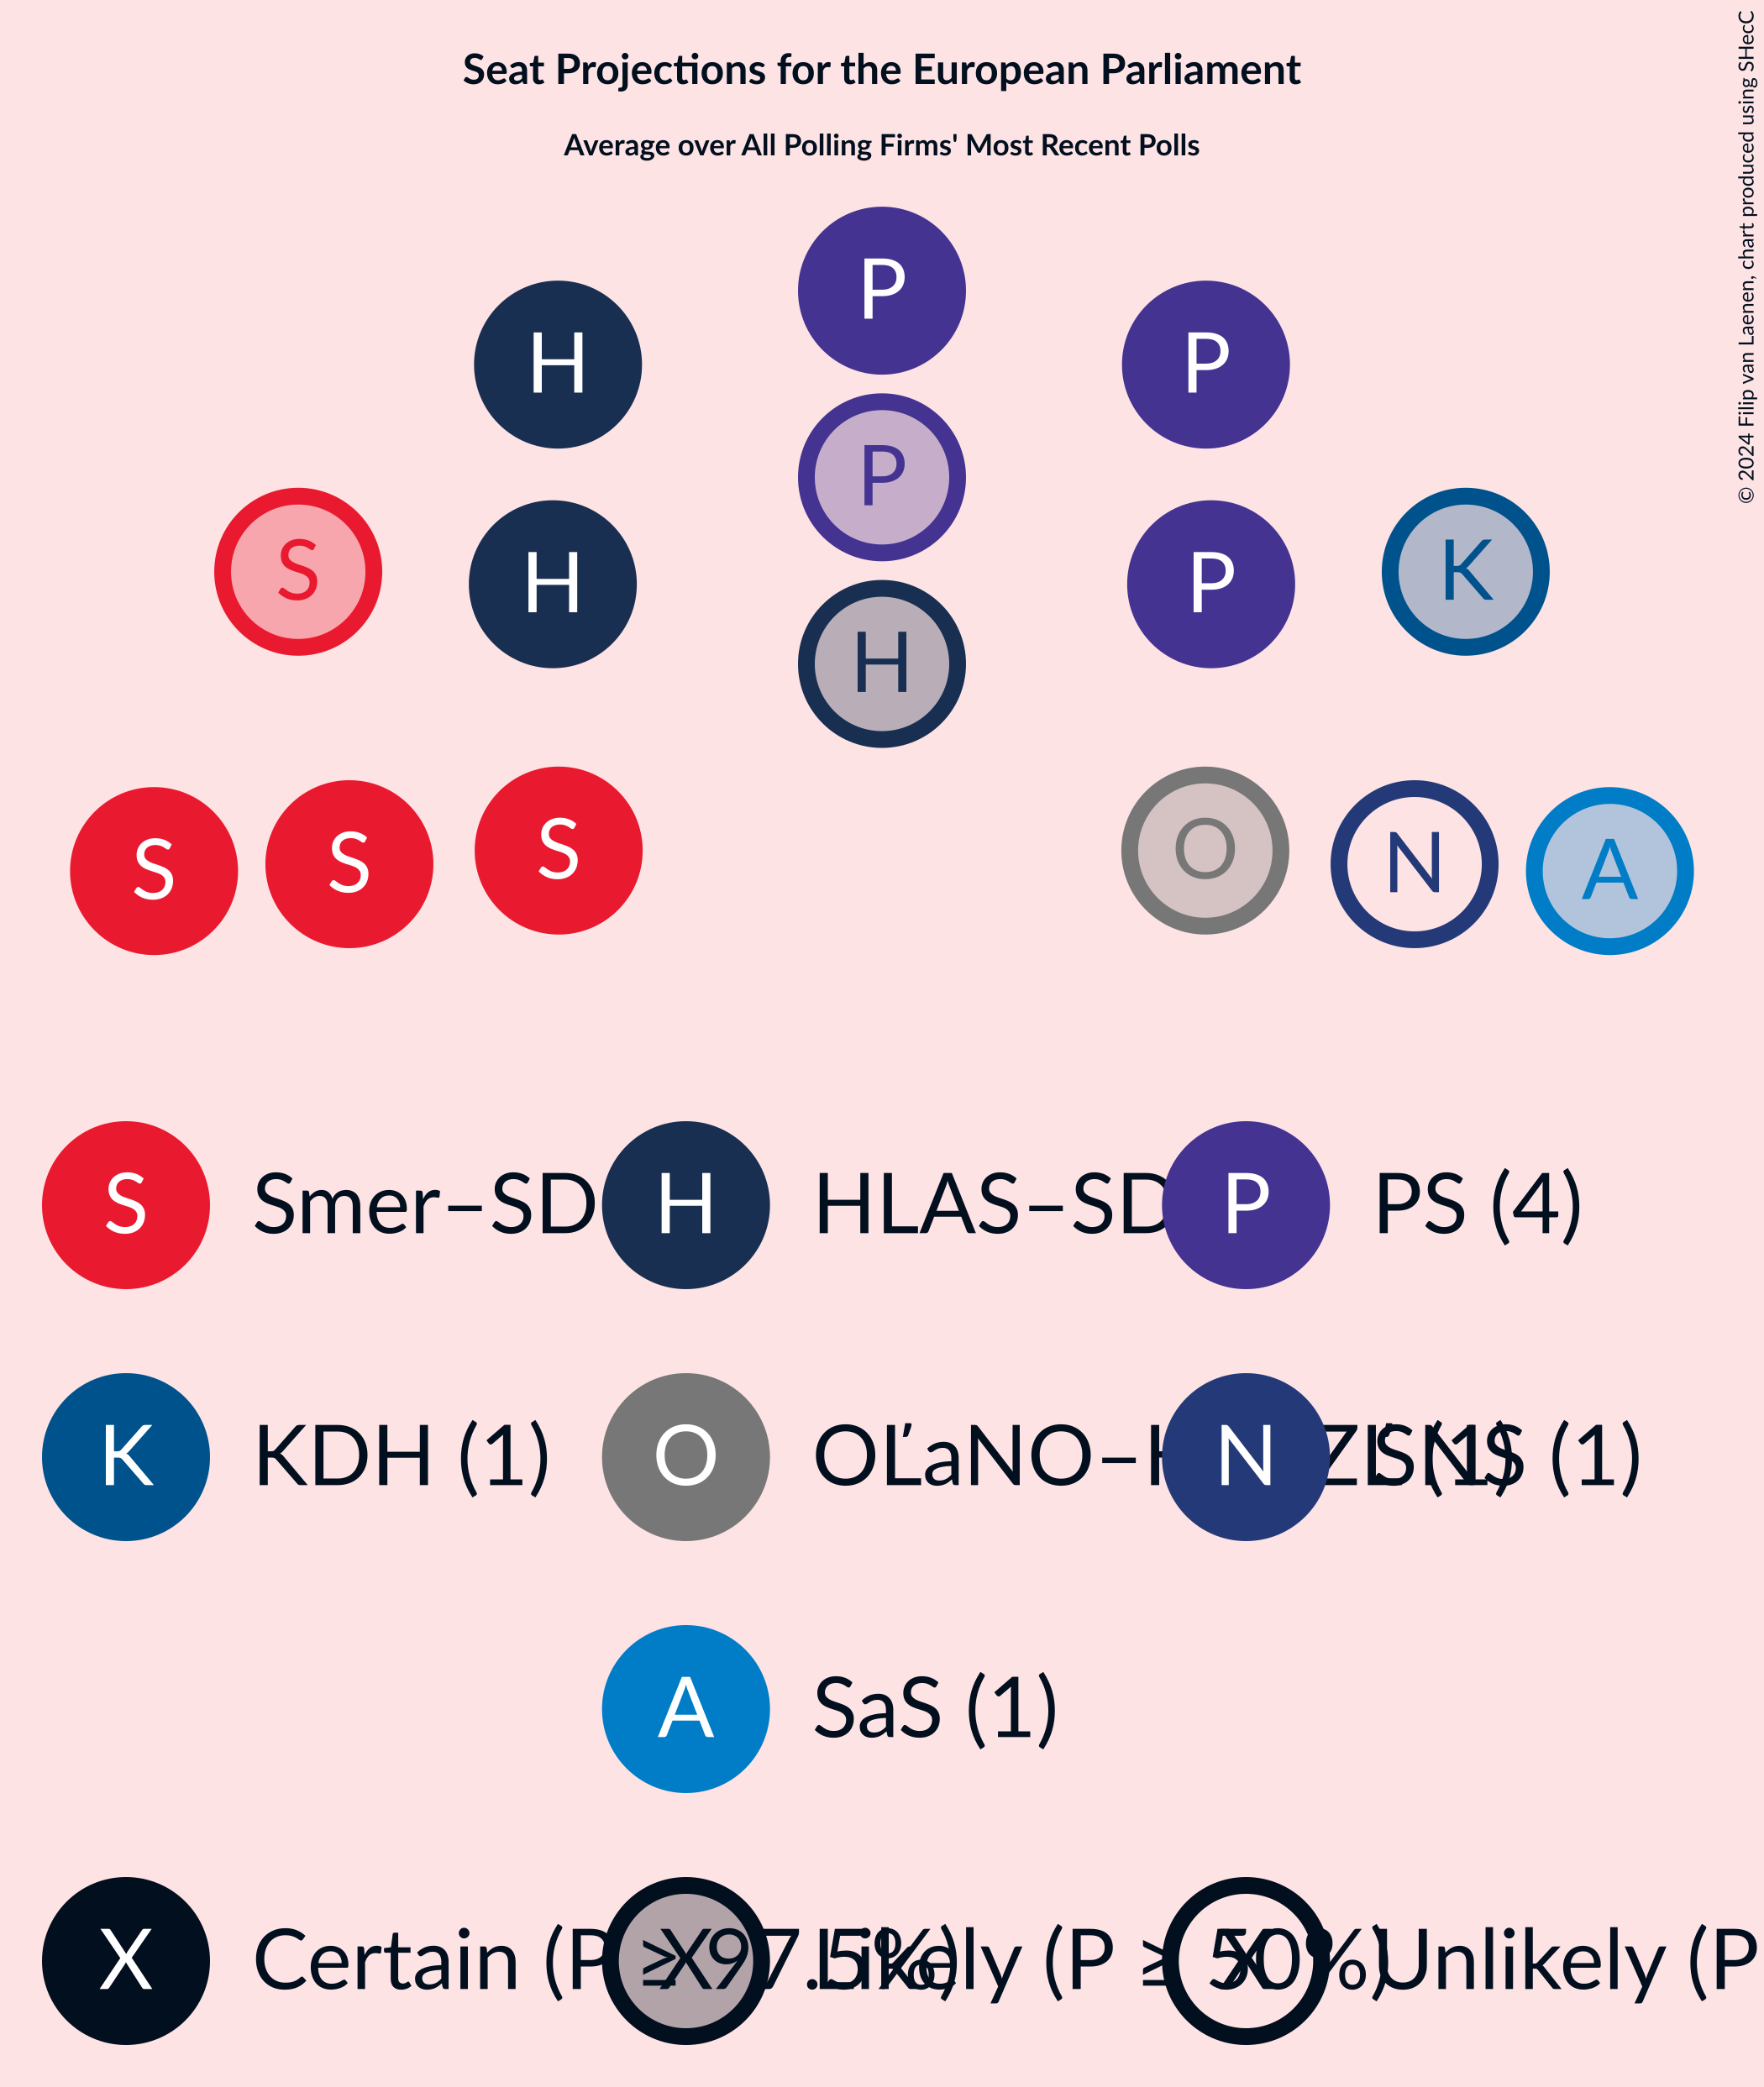 Seat Projections for the European Parliament
Average over All Polling Firms' Most Recent Polls
© 2024 Filip van Laenen, chart produced using SHecC
P
H P
P
S H P K
H
S S S O N A
S Smer–SD H HLAS–SD P PS (4)
K KDH (1) O OĽaNO– N SNS (1)
A SaS (1)
X Certain (P ≥ 97.5%) X Likely (P ≥ 50%) X Unlikely (P